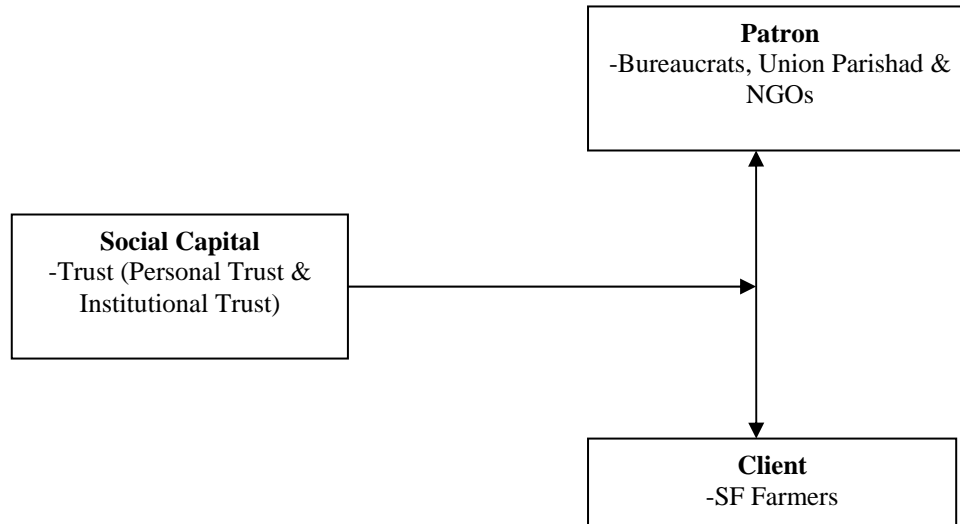 Patron
-Bureaucrats, Union Parishad &
NGOs
Social Capital
-Trust (Personal Trust &
Institutional Trust)
Client
-SF Farmers